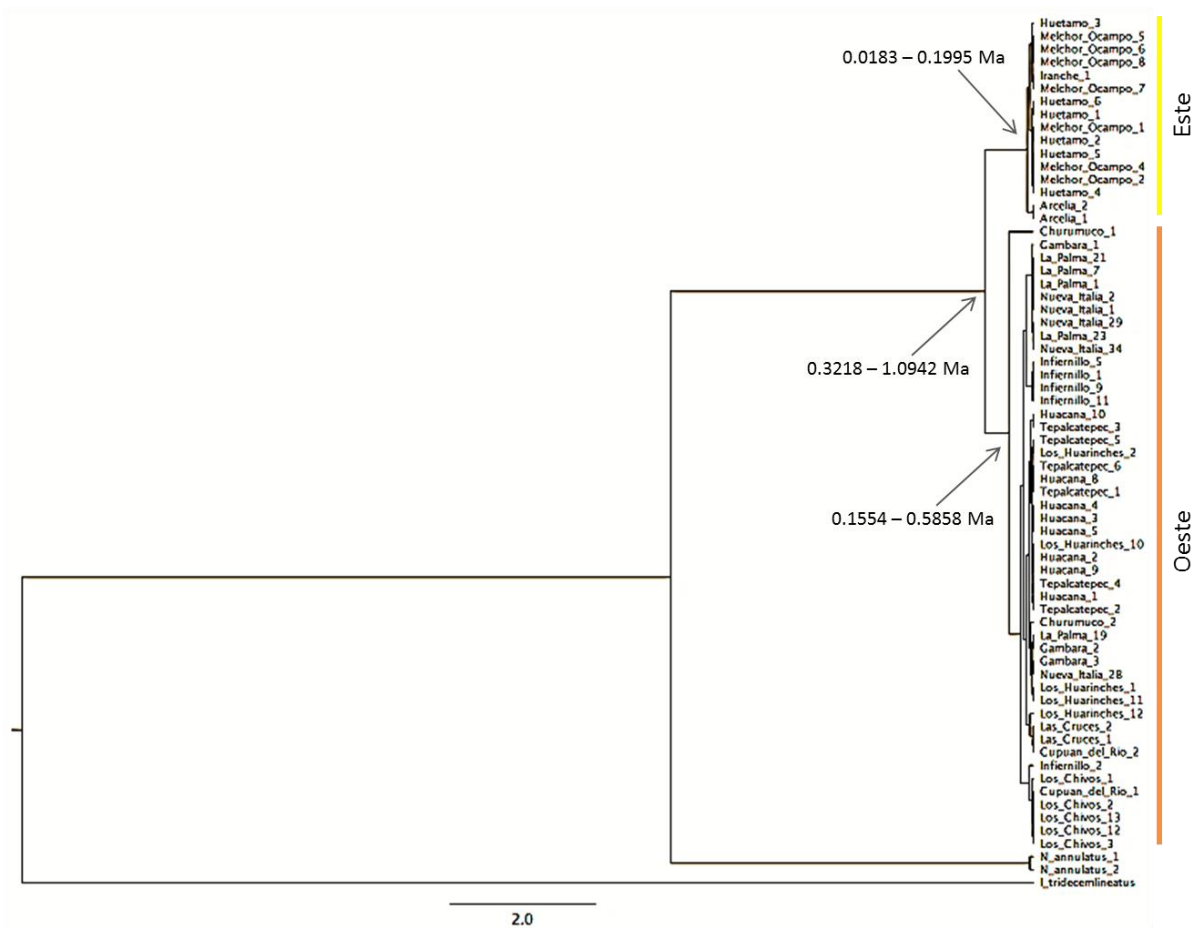 Huetamo_3
Melchor_Ocampo_5
Melchor_Ocampo_6
0.0183 – 0.1995 Ma
Melchor_Ocampo_8
Iranche_1
Melchor_Ocampo_7
Huetamo_6
Huetamo_1
Melchor_Ocampo_1
Huetamo_2
Huetamo_5
Melchor_Ocampo_4
Melchor_Ocampo_2
Huetamo_4
Arcelia_2
Arcelia_1
Este
Churumuco_1
Gambara_1
La_Palma_21
La_Palma_7
La_Palma_1
Nueva_Italia_2
Nueva_Italia_1
Nueva_Italia_29
La_Palma_23
Nueva_Italia_34
Infiernillo_5
0.3218 – 1.0942 Ma
Infiernillo_1
Infiernillo_9
Infiernillo_11
Huacana_10
Tepalcatepec_3
Tepalcatepec_5
Los_Huarinches_2
Tepalcatepec_6
Huacana_8
Tepalcatepec_1
Huacana_4
0.1554 – 0.5858 Ma
Huacana_3
Huacana_5
Los_Huarinches_10
Huacana_2
Huacana_9
Tepalcatepec_4
Huacana_1
Tepalcatepec_2
Churumuco_2
La_Palma_19
Gambara_2
Gambara_3
Nueva_Italia_28
Los_Huarinches_1
Los_Huarinches_11
Los_Huarinches_12
Las_Cruces_2
Las_Cruces_1
Cupuan_del_Rio_2
Infiernillo_2
Los_Chivos_1
Cupuan_del_Rio_1
Los_Chivos_2
Los_Chivos_13
Los_Chivos_12
Los_Chivos_3
Oeste
N_annulatus_1
N_annulatus_2
I_tridecemlineatus
2.0